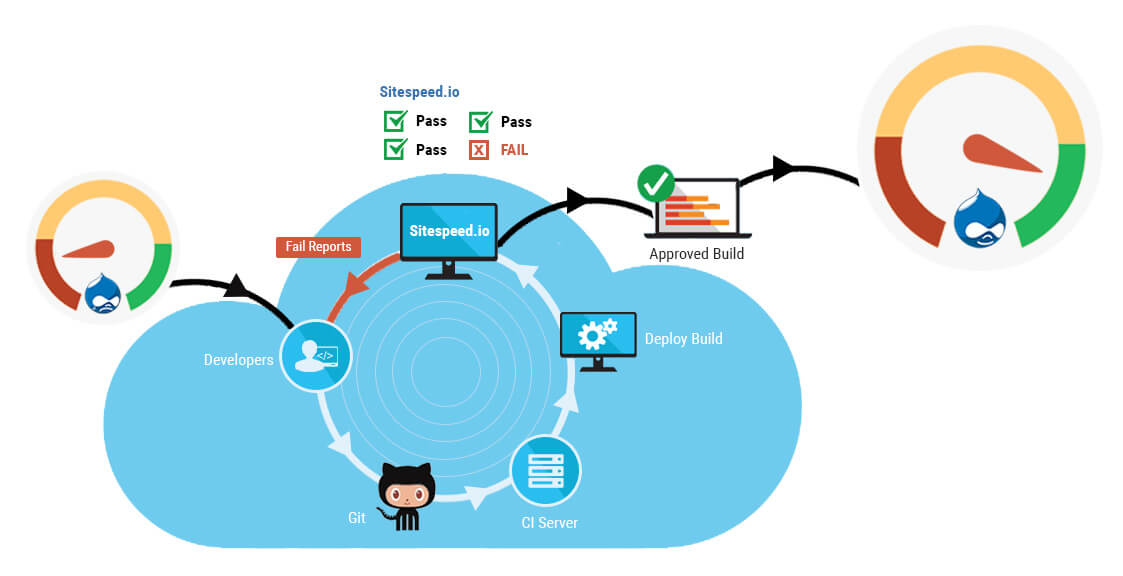 Sitespeed.io
Pass
Pass
Pass
FAIL
Sitespeed.io
Fail Reports
Approved Build
Developers
</>
Deploy Build
Git
CI Server